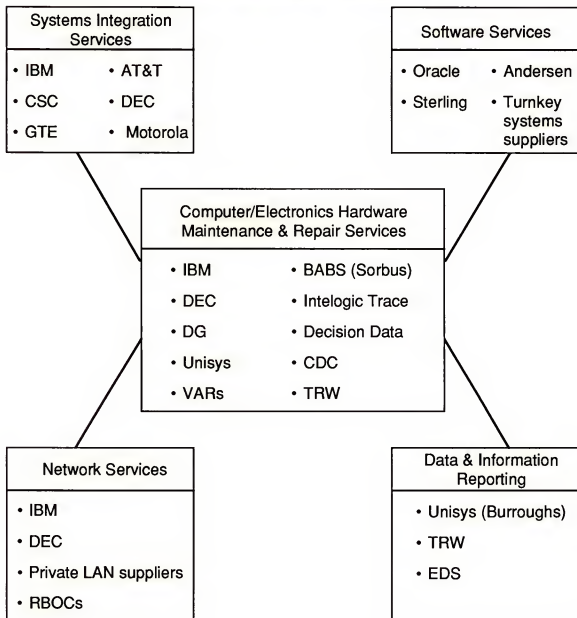 Systems Integration
Services
• IBM
• AT&T
• CSC
• DEC
• GTE
• Motorola
Software Services
• Oracle
• Andersen
• Sterling
• Turnkey
systems
suppliers
Computer/Electronics Hardware
Maintenance & Repair Services
• IBM
• BABS (Sorbus)
• DEC
• Intelogic Trace
• DG
• Decision Data
• Unisys
• CDC
• VARs
• TRW
Network Services
• IBM
• DEC
• Private LAN suppliers
• RBOCs
Data & Information
Reporting
• Unisys (Burroughs)
• TRW
• EDS